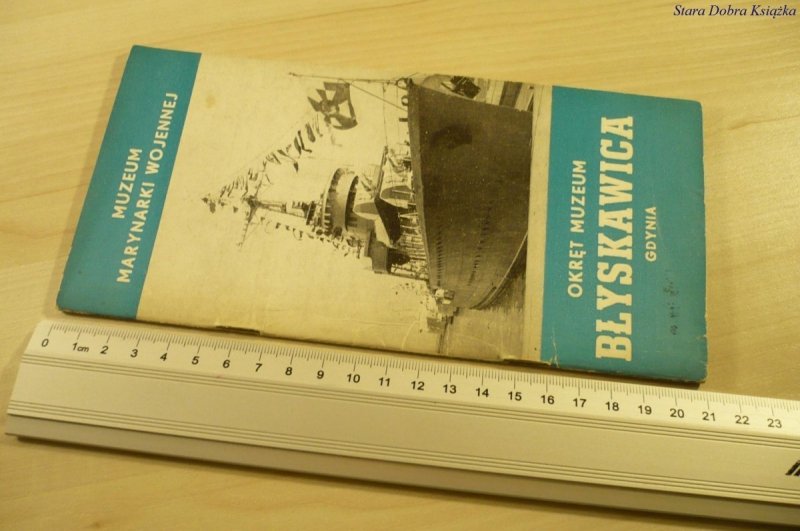 Stara Dobra Książka
MUZEUM
MARYNARKI WOJENNEJ
OKRĘT MUZEUM
BŁYSKAWICA
GDYNIA
0 1cm 2 3 4 5 6 7 8 9 10 11 12 13 14 15 16 17 18 19 20 21 22 23